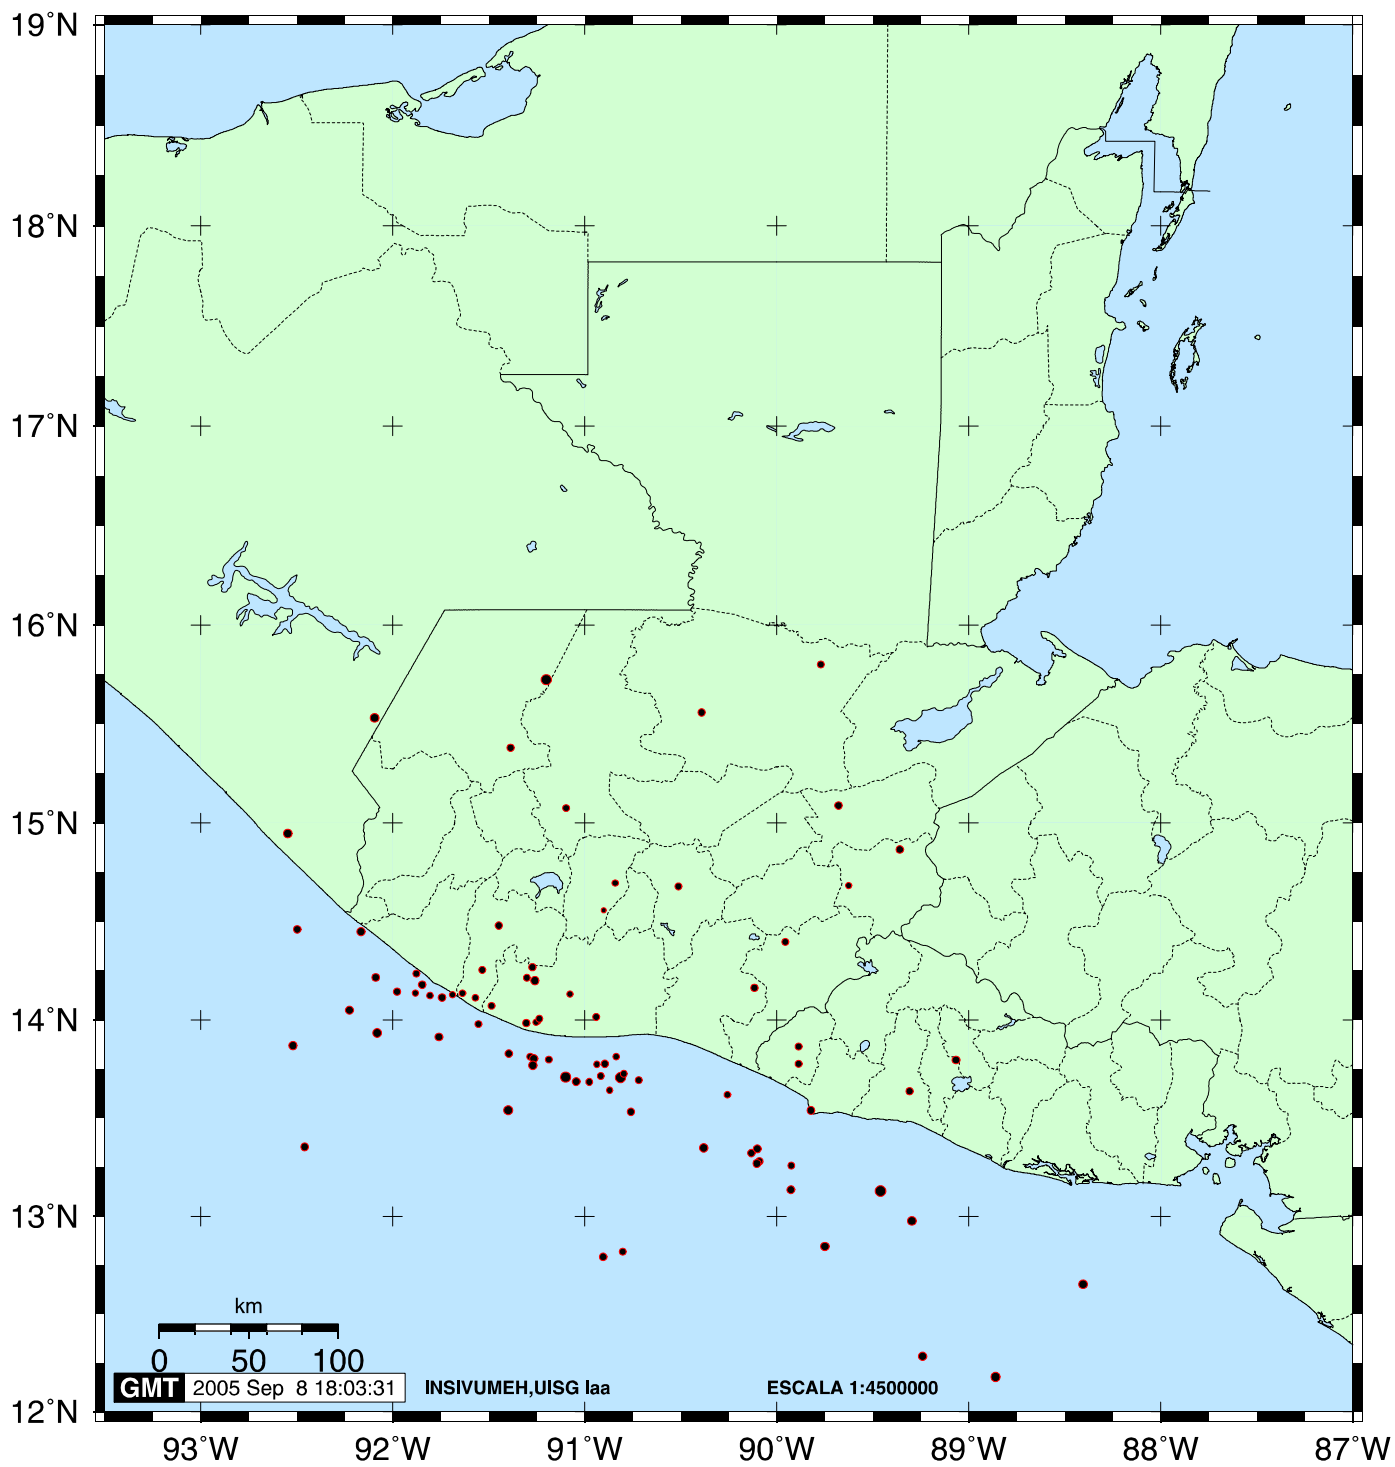 19°N
18°N
17°N
16°N
15°N
14°N
13°N
km
0 50 100
GMT 2005 Sep 8 18:03:31 INSIVUMEH,UISG laa ESCALA 1:4500000
12°N
93°W 92°W 91°W 90°W 89°W 88°W 87°W